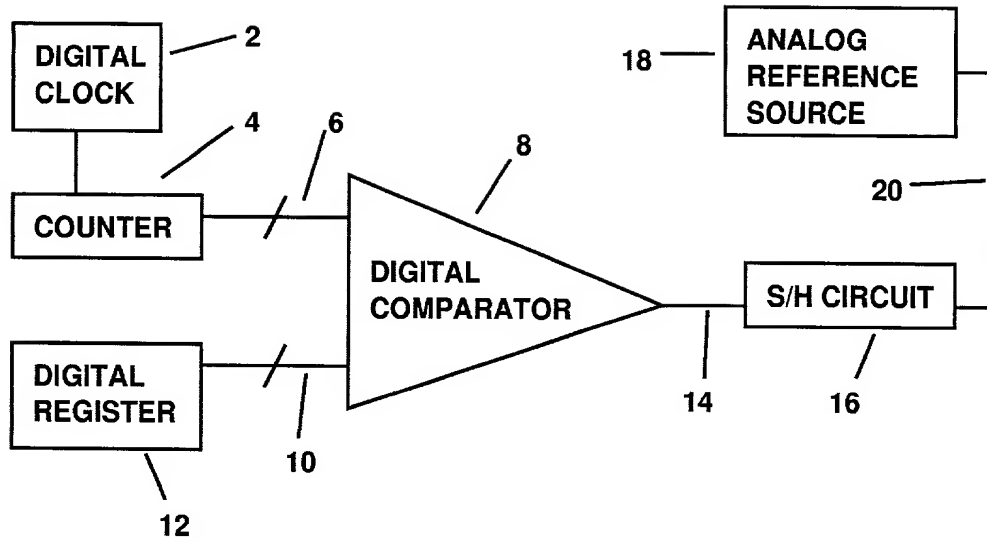 DIGITAL
CLOCK
2
4
COUNTER
6
8
DIGITAL
COMPARATOR
DIGITAL
REGISTER
10
12
14
S/H CIRCUIT
16
18
ANALOG
REFERENCE
SOURCE
20